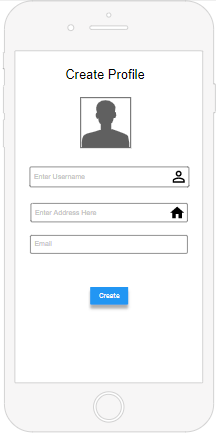 Create Profile
Enter Username
Enter Address Here
Email
Create